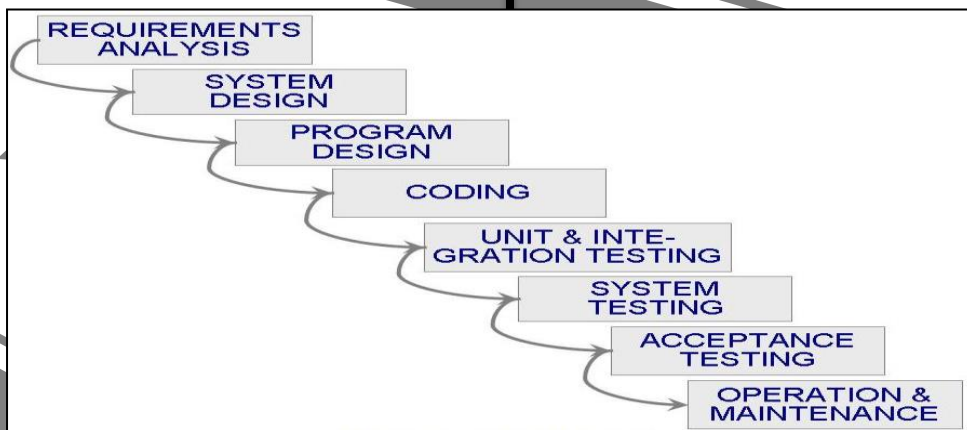 REQUIREMENTS
ANALYSIS
SYSTEM
DESIGN
PROGRAM
DESIGN
CODING
UNIT & INTE-
GRATION TESTING
SYSTEM
TESTING
ACCEPTANCE
TESTING
OPERATION &
MAINTENANCE